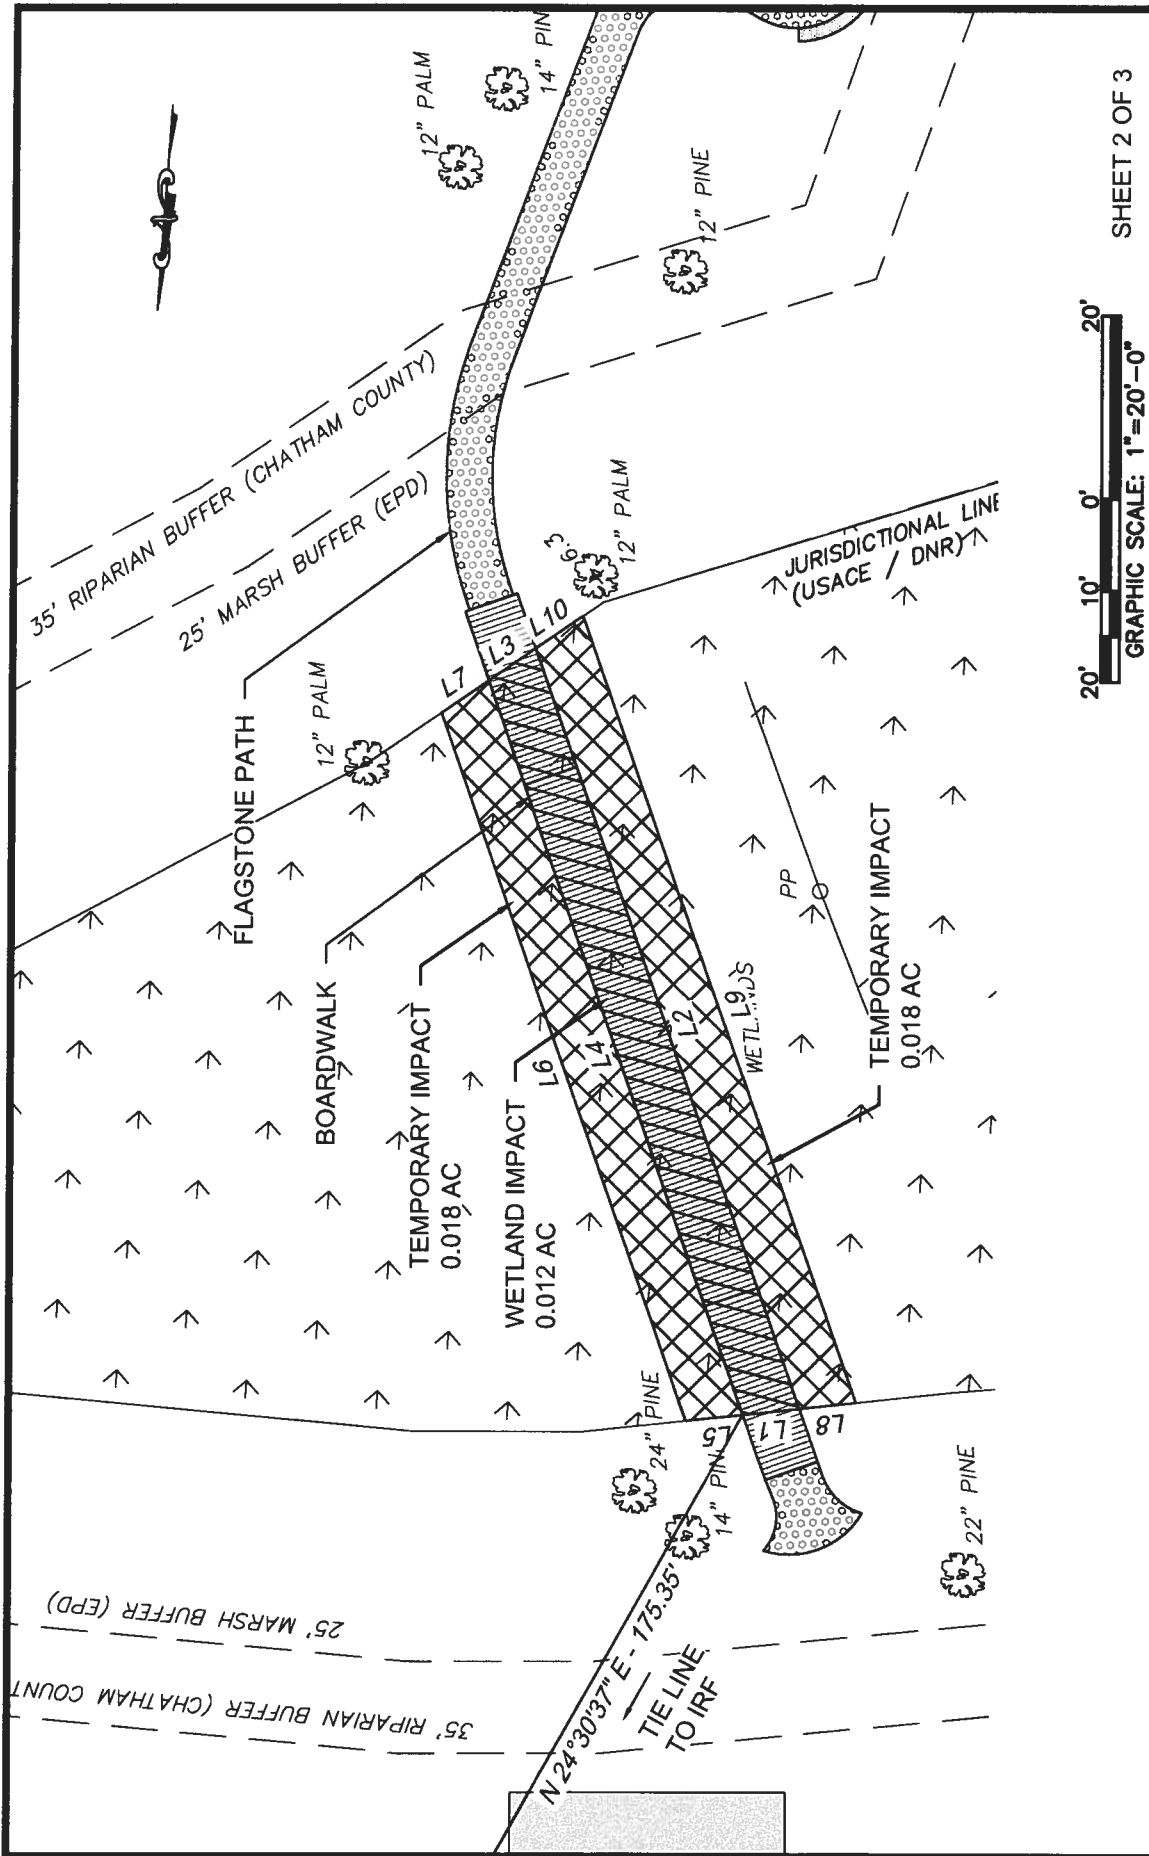 35' RIPARIAN BUFFER (CHATHAM COUNTY)
25' MARSH BUFFER (EPD)
12" PALM
14" PIN
12" PINE
12" PALM
6.3
12" PALM
FLAGSTONE PATH
BOARDWALK
TEMPORARY IMPACT
0.018 AC
WETLAND IMPACT
0.012 AC
L7
L3
L10
L6
L4
L2
L9
PP
TEMPORARY IMPACT
0.018 AC
JURISDICTIONAL LINE
(USACE / DNR)
L5
L1
L8
24" PINE
14" PIN
22" PINE
25' MARSH BUFFER (EPD)
35' RIPARIAN BUFFER (CHATHAM COUNT
N 24°30'37" E - 175.35'
TIE LINE
TO IRF
20' 10' 0' 20'
GRAPHIC SCALE: 1"=20'-0"
SHEET 2 OF 3